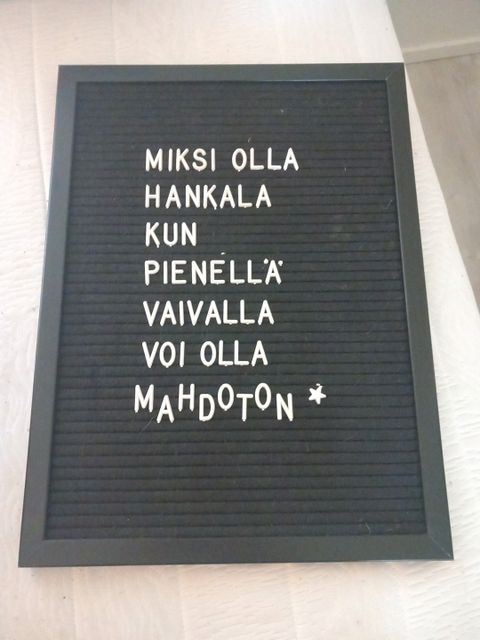 MIKSI OLLA
HANKALA
KUN
PIENELLÄ
VAIVALLA
VOI OLLA
MAHDOTON *